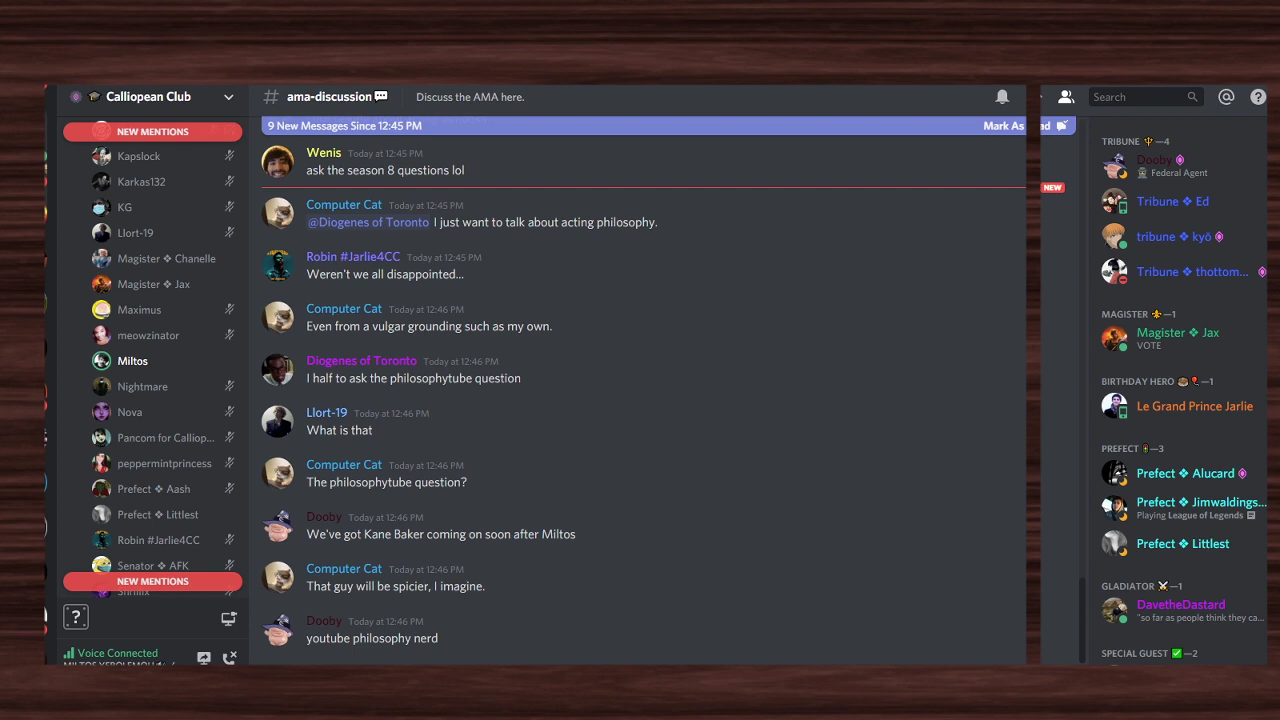 Calliopean Club
NEW MENTIONS
Kapslock
Karkas132
KG
Llort-19
Magister ❖ Chanelle
Magister ❖ Jax
Maximus
meowzinator
Miltos
Nightmare
Nova
Pancom for Calliop...
peppermintprincess
Prefect ❖ Aash
Prefect ❖ Littlest
Robin #Jarlie4CC
Senator ❖ AFK
NEW MENTIONS
?
Voice Connected
# ama-discussion
Discuss the AMA here.
9 New Messages Since 12:45 PM
Mark As
ad
Wenis Today at 12:45 PM
ask the season 8 questions lol
NEW
Computer Cat Today at 12:45 PM
@Diogenes of Toronto I just want to talk about acting philosophy.
Robin #Jarlie4CC Today at 12:45 PM
Weren't we all disappointed...
Computer Cat Today at 12:46 PM
Even from a vulgar grounding such as my own.
Diogenes of Toronto Today at 12:46 PM
I half to ask the philosophytube question
Llort-19 Today at 12:46 PM
What is that
Computer Cat Today at 12:46 PM
The philosophytube question?
Dooby Today at 12:46 PM
We've got Kane Baker coming on soon after Miltos
Computer Cat Today at 12:46 PM
That guy will be spicier, I imagine.
Dooby Today at 12:46 PM
youtube philosophy nerd
Search
TRIBUNE —4
Dooby
Federal Agent
Tribune ❖ Ed
tribune ❖ kyō
Tribune ❖ thottom...
MAGISTER —1
Magister ❖ Jax
VOTE
BIRTHDAY HERO —1
Le Grand Prince Jarlie
PREFECT —3
Prefect ❖ Alucard
Prefect ❖ Jimwaldings...
Playing League of Legends
Prefect ❖ Littlest
GLADIATOR —1
DavetheDastard
"so far as people think they ca...
SPECIAL GUEST —2